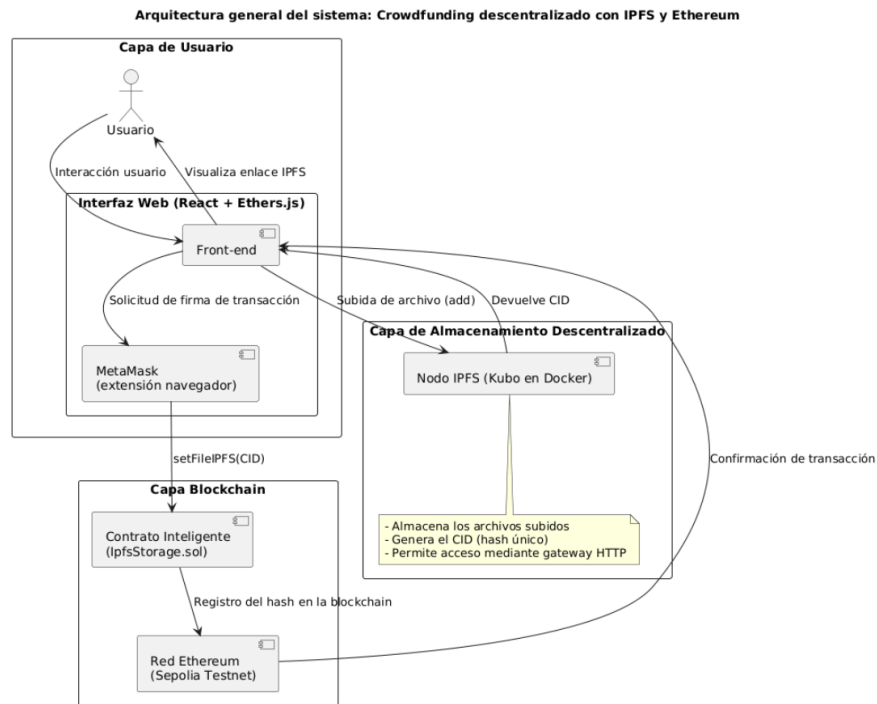 Arquitectura general del sistema: Crowdfunding descentralizado con IPFS y Ethereum
Capa de Usuario
Usuario
Interacción usuario
Visualiza enlace IPFS
Interfaz Web (React + Ethers.js)
Front-end
Solicitud de firma de transacción
Subida de archivo (add)
Devuelve CID
Capa de Almacenamiento Descentralizado
MetaMask
(extensión navegador)
Nodo IPFS (Kubo en Docker)
setFileIPFS(CID)
Confirmación de transacción
Capa Blockchain
Contrato Inteligente
(IpfsStorage.sol)
- Almacena los archivos subidos
- Genera el CID (hash único)
- Permite acceso mediante gateway HTTP
Registro del hash en la blockchain
Red Ethereum
(Sepolia Testnet)